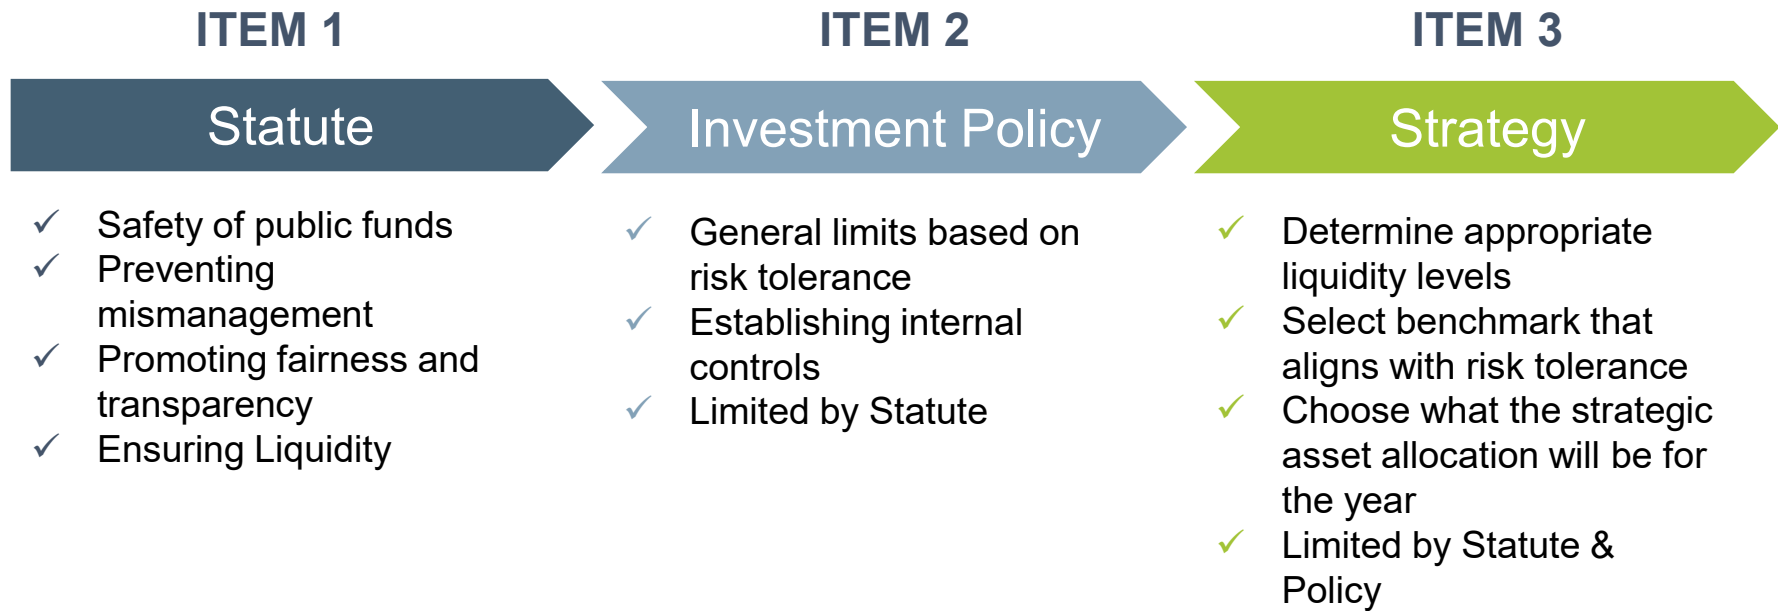 ITEM 1
Statute
✓ Safety of public funds
✓ Preventing
mismanagement
✓ Promoting fairness and
transparency
✓ Ensuring Liquidity
ITEM 2
Investment Policy
✓ General limits based on
risk tolerance
✓ Establishing internal
controls
✓ Limited by Statute
ITEM 3
Strategy
✓ Determine appropriate
liquidity levels
✓ Select benchmark that
aligns with risk tolerance
✓ Choose what the strategic
asset allocation will be for
the year
✓ Limited by Statute &
Policy